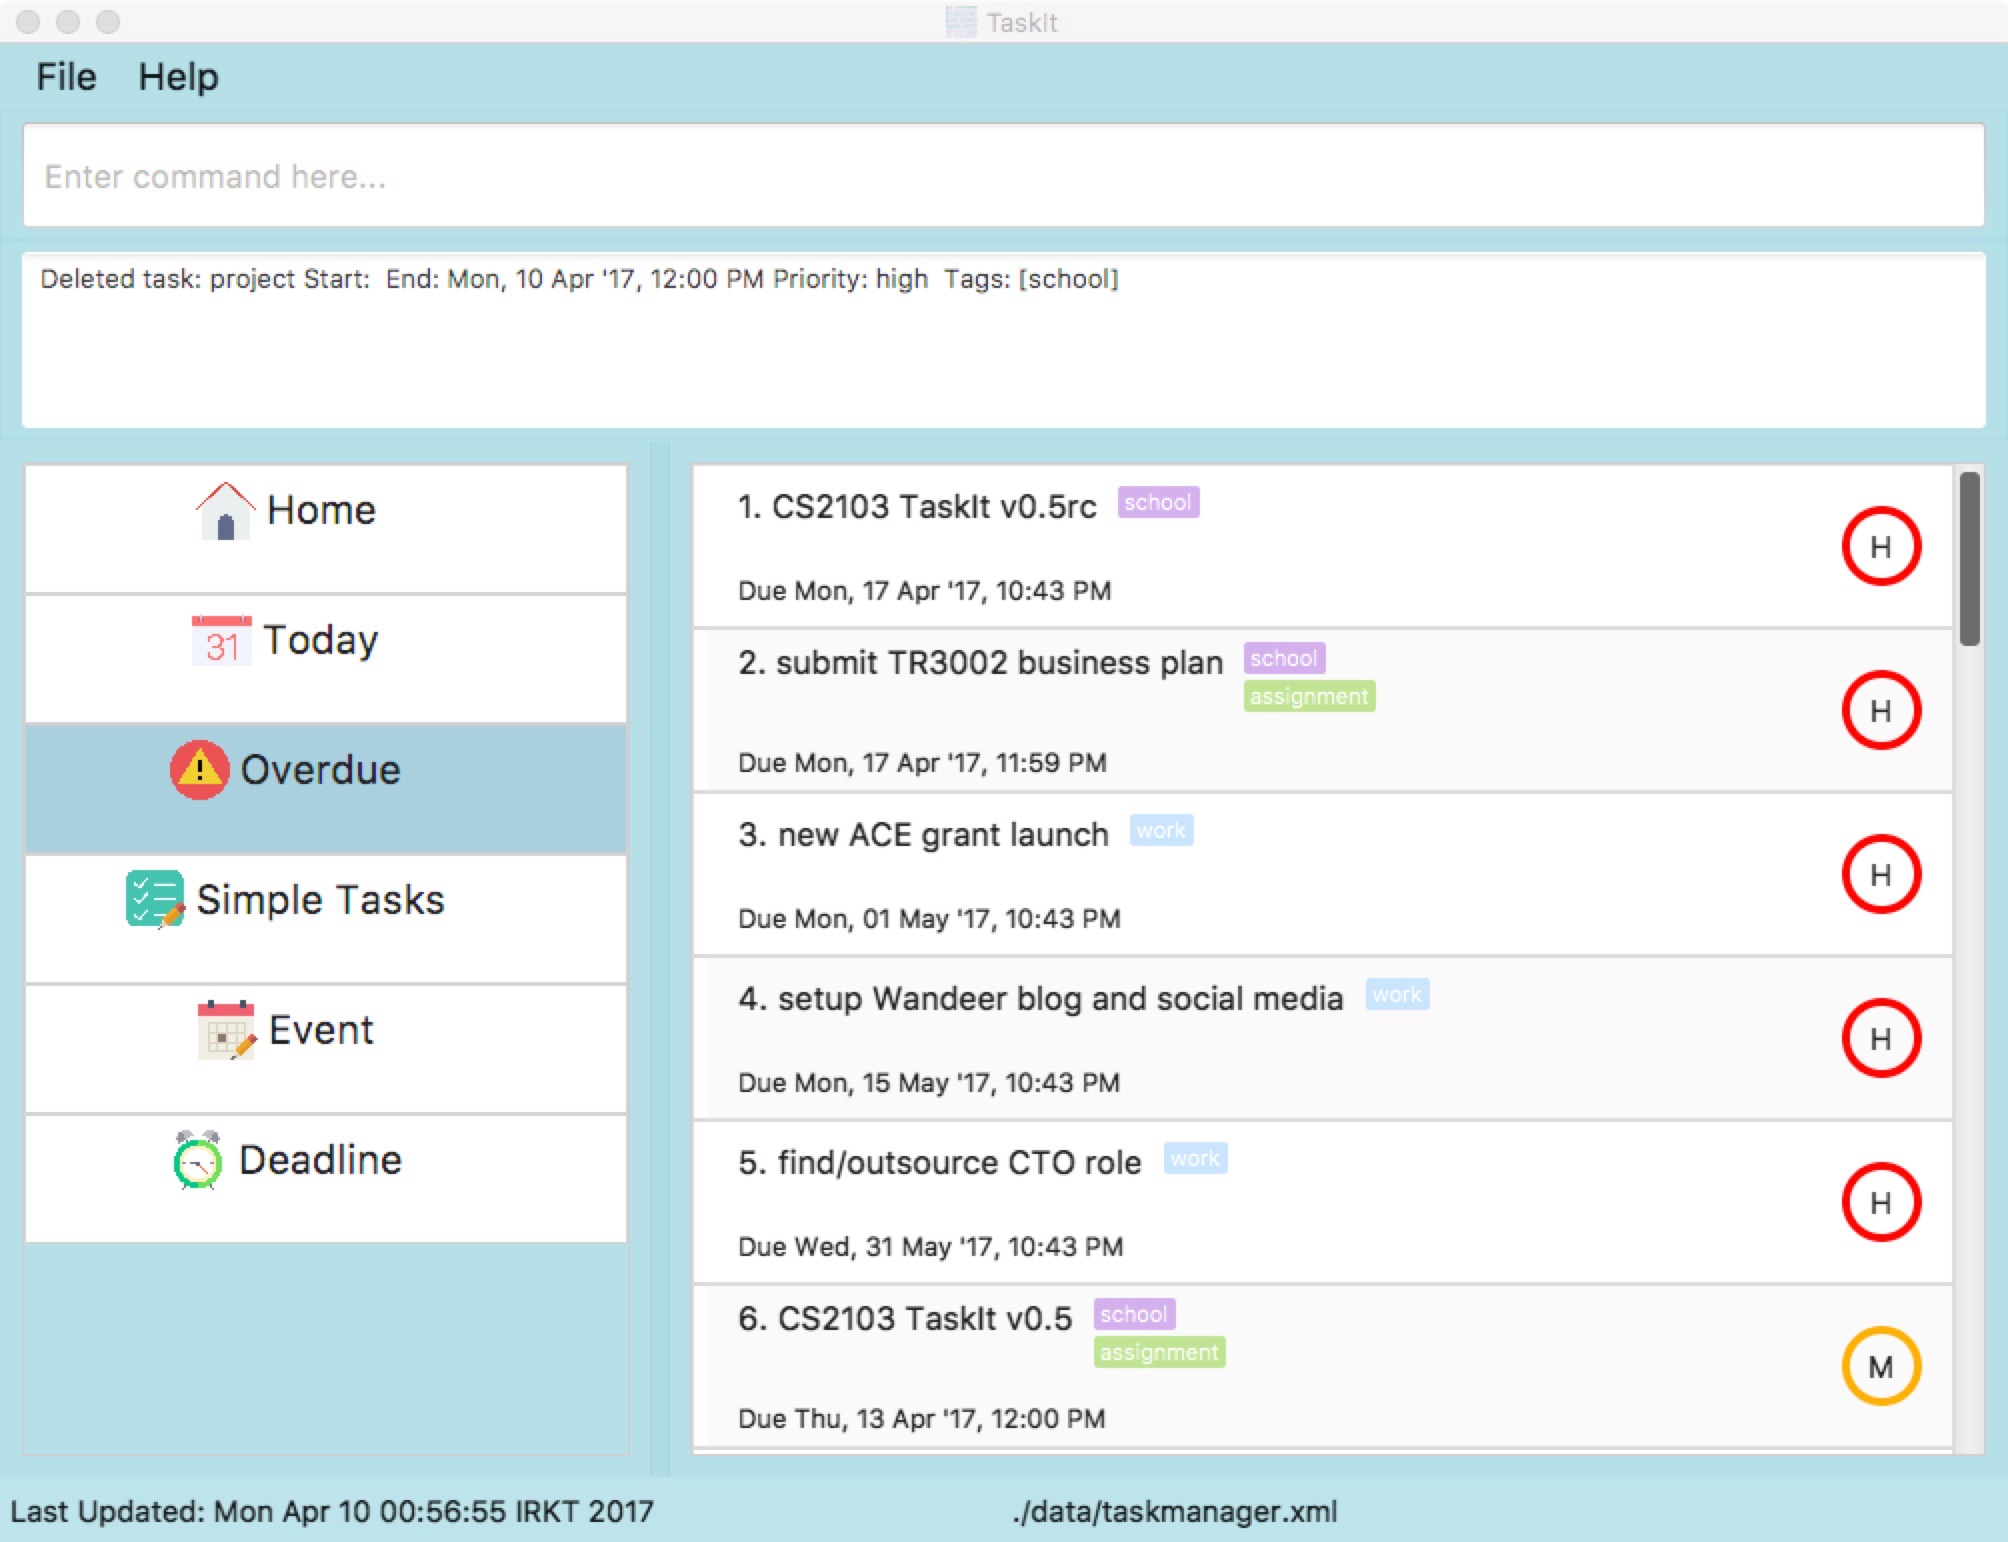 TaskIt
File Help
Enter command here...
Deleted task: project Start:  End: Mon, 10 Apr '17, 12:00 PM Priority: high  Tags: [school]
Home
31 Today
Overdue
Simple Tasks
Event
Deadline
1. CS2103 TaskIt v0.5rc school
H
Due Mon, 17 Apr '17, 10:43 PM
2. submit TR3002 business plan school
assignment
H
Due Mon, 17 Apr '17, 11:59 PM
3. new ACE grant launch work
H
Due Mon, 01 May '17, 10:43 PM
4. setup Wandeer blog and social media work
H
Due Mon, 15 May '17, 10:43 PM
5. find/outsource CTO role work
H
Due Wed, 31 May '17, 10:43 PM
6. CS2103 TaskIt v0.5 school
assignment
M
Due Thu, 13 Apr '17, 12:00 PM
Last Updated: Mon Apr 10 00:56:55 IRKT 2017 ./data/taskmanager.xml